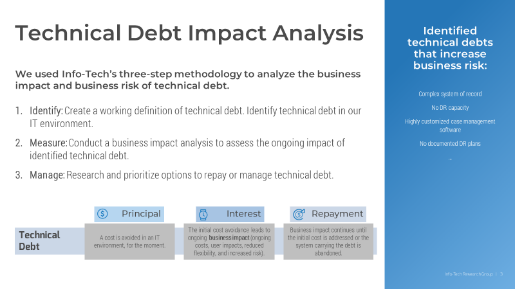 Technical Debt Impact Analysis
We used Info-Tech's three-step methodology to analyze the business
impact and business risk of technical debt.
1. Identify: Create a working definition of technical debt. Identify technical debt in our
IT environment.
2. Measure: Conduct a business impact analysis to assess the ongoing impact of
identified technical debt.
3. Manage: Research and prioritize options to repay or manage technical debt.
Principal
Interest
Repayment
Technical
Debt
A cost is avoided in an IT
environment, for the moment.
The initial cost avoidance leads to
ongoing business impact (ongoing
costs, user impacts, reduced
flexibility, and increased risk).
Business impact continues until
the initial cost is addressed or the
system carrying the debt is
abandoned.
Identified
technical debts
that increase
business risk:
Complex system of record
No DR capacity
Highly customized case management
software
No documented DR plans
...
Info-Tech Research Group